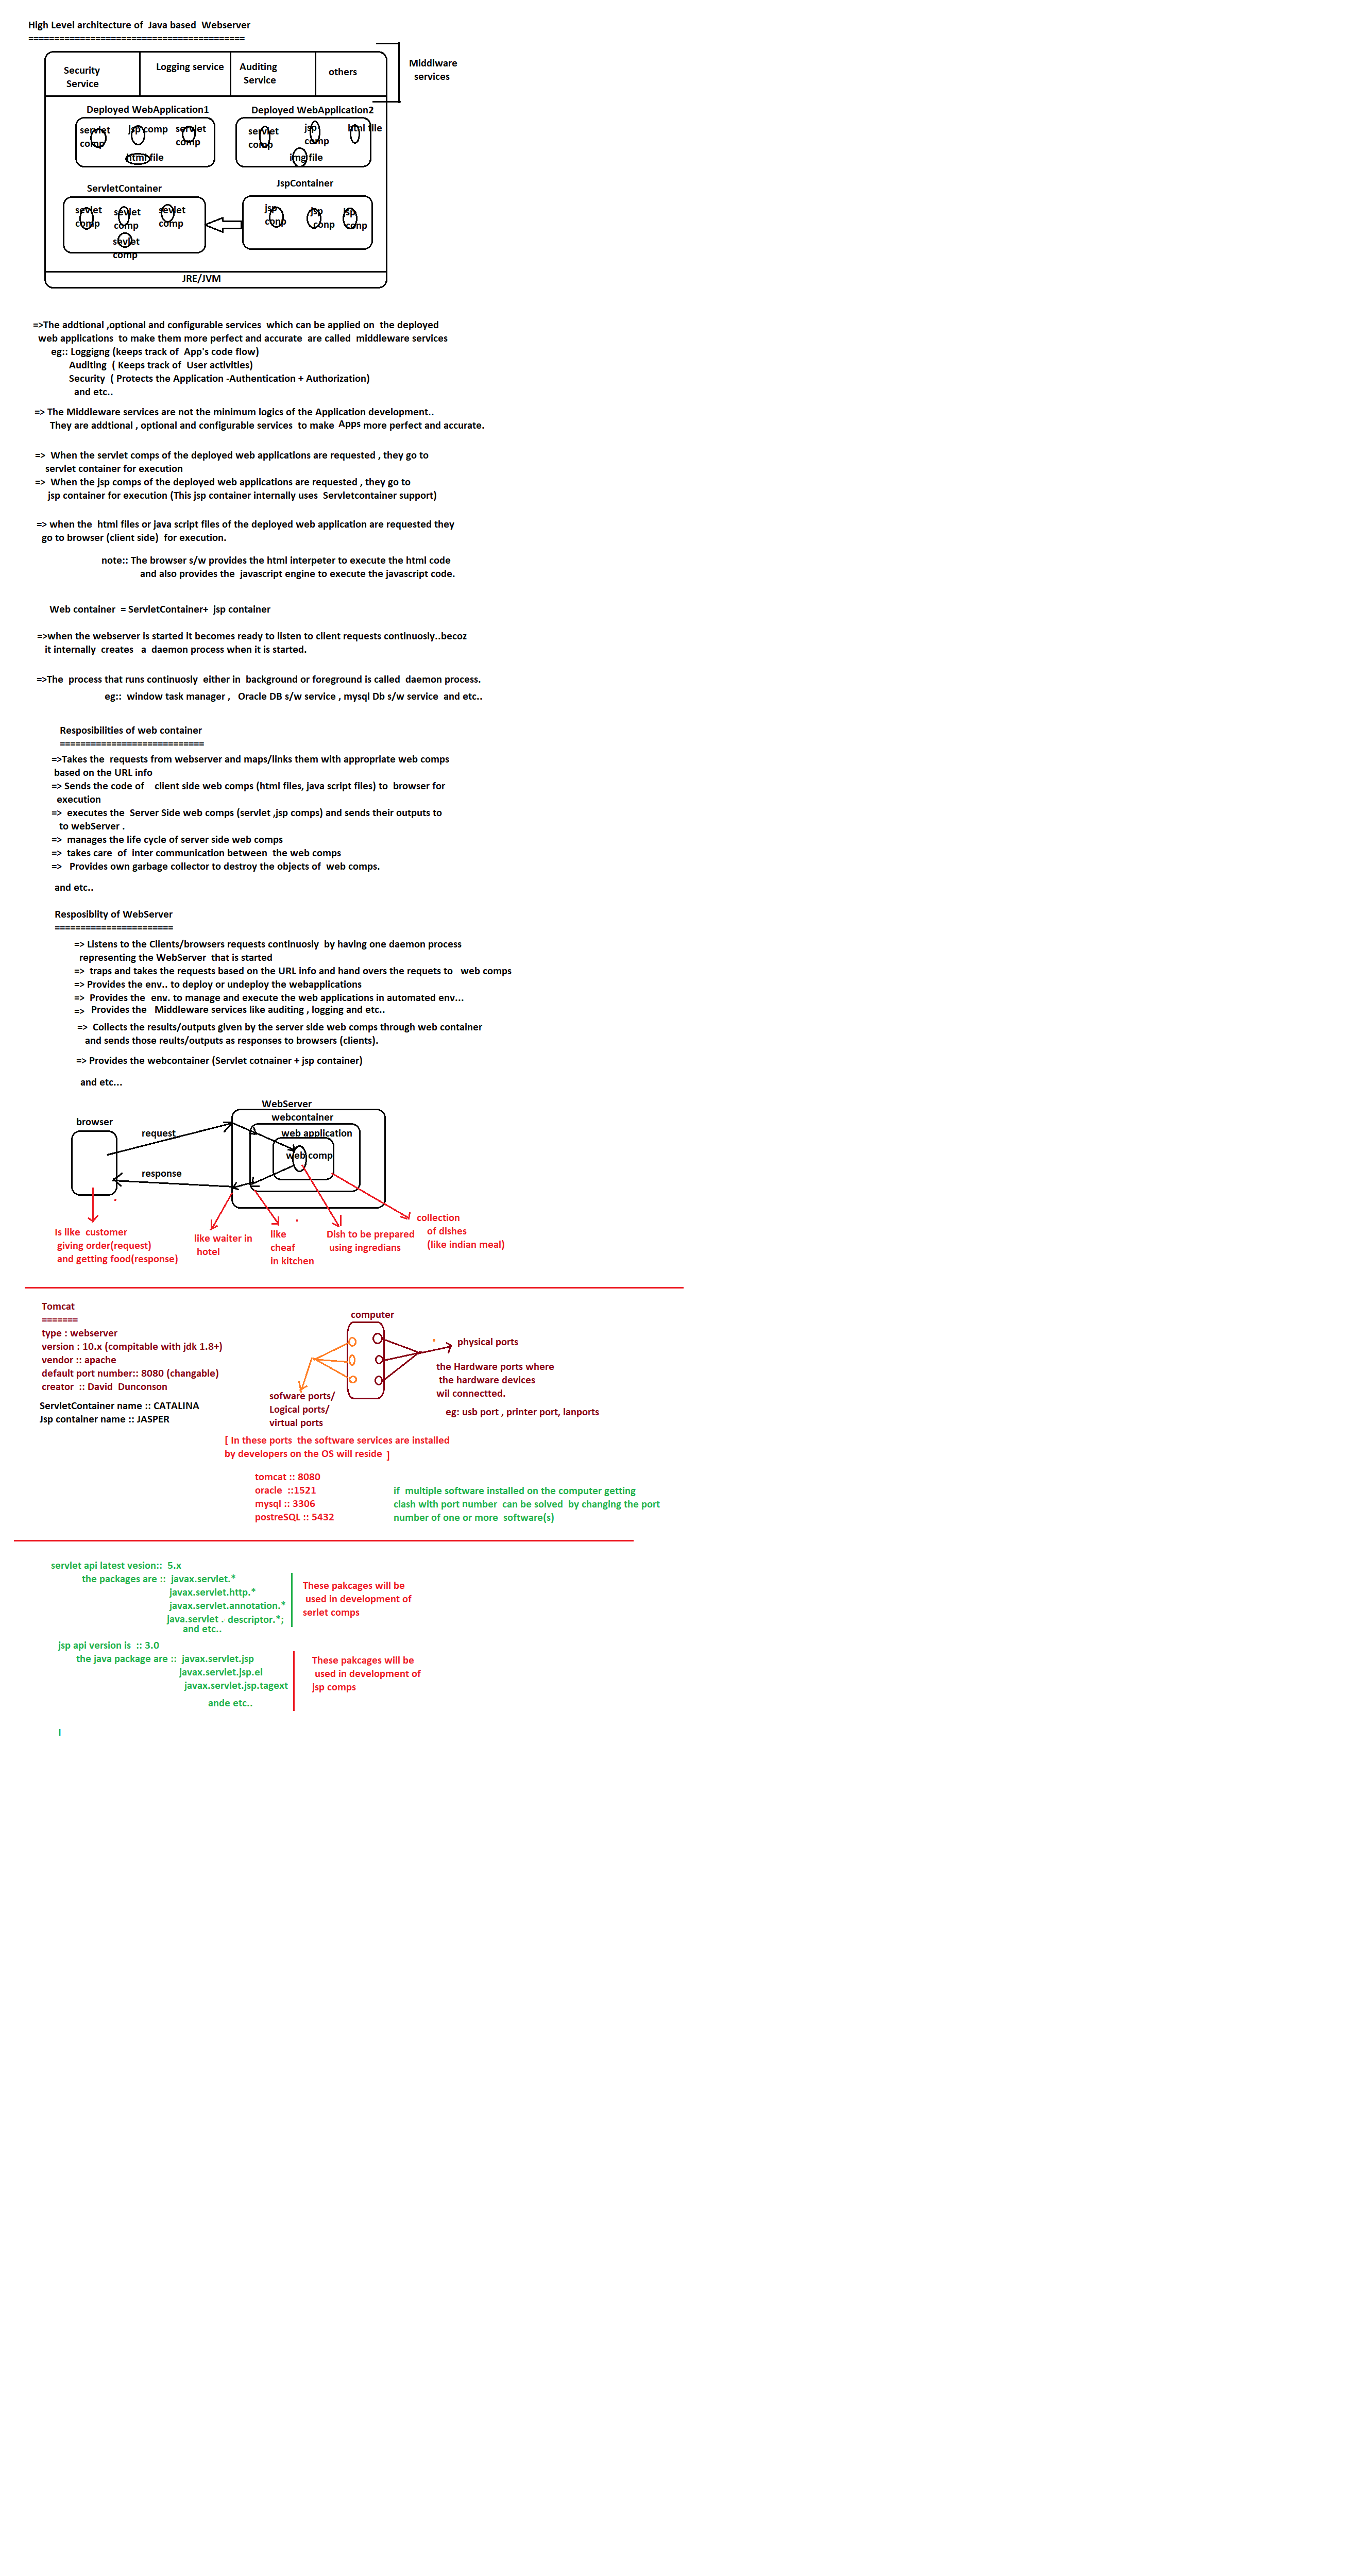 High Level architecture of  Java based  Webserver
==========================================
Security
Service
Logging service
Auditing
Service
others
Middlware
services
Deployed WebApplication1
servlet
comp
jsp comp
servlet
comp
html file
Deployed WebApplication2
servlet
comp
jsp
comp
html file
img file
ServletContainer
sevlet
comp
sevlet
comp
sevlet
comp
sevlet
comp
JspContainer
jsp
conp
jsp
conp
jsp
conp
JRE/JVM
=>The addtional ,optional and configurable services  which can be applied on  the deployed
web applications  to make them more perfect and accurate  are called  middleware services
eg:: Loggigng (keeps track of  App's code flow)
Auditing  ( Keeps track of  User activities)
Security  ( Protects the Application -Authentication + Authorization)
and etc..
=> The Middleware services are not the minimum logics of the Application development..
They are addtional , optional and configurable services  to make  Apps more perfect and accurate.
=>  When the servlet comps of the deployed web applications are requested , they go to
servlet container for execution
=>  When the jsp comps of the deployed web applications are requested , they go to
jsp container for execution (This jsp container internally uses  Servletcontainer support)
=> when the  html files or java script files of the deployed web application are requested they
go to browser (client side)  for execution.
note:: The browser s/w provides the html interpeter to execute the html code
and also provides the  javascript engine to execute the javascript code.
Web container  = ServletContainer+  jsp container
=>when the webserver is started it becomes ready to listen to client requests continuosly..becoz
it internally  creates   a  daemon process when it is started.
=>The  process that runs continuosly  either in  background or foreground is called  daemon process.
eg::  window task manager ,   Oracle DB s/w service , mysql Db s/w service  and etc..
Resposibilities of web container
============================
=>Takes the  requests from webserver and maps/links them with appropriate web comps
based on the URL info
=> Sends the code of    client side web comps (html files, java script files) to  browser for
execution
=>  executes the  Server Side web comps (servlet ,jsp comps) and sends their outputs to
to webServer .
=>  manages the life cycle of server side web comps
=>  takes care  of  inter communication between  the web comps
=>   Provides own garbage collector to destroy the objects of  web comps.
and etc..
Resposiblity of WebServer
=======================
=> Listens to the Clients/browsers requests continuosly  by having one daemon process
representing the WebServer  that is started
=>  traps and takes the requests based on the URL info and hand overs the requets to   web comps
=> Provides the env.. to deploy or undeploy the webapplications
=>  Provides the  env. to manage and execute the web applications in automated env...
=>  Provides the   Middleware services like auditing , logging and etc..
=>  Collects the results/outputs given by the server side web comps through web container
and sends those reults/outputs as responses to browsers (clients).
=> Provides the webcontainer (Servlet cotnainer + jsp container)
and etc...
WebServer
browser
webcontainer
request
web application
web comp
response
Is like  customer
giving order(request)
and getting food(response)
like waiter in
hotel
like
cheaf
in kitchen
Dish to be prepared
using ingredians
collection
of dishes
(like indian meal)
Tomcat
=======
type : webserver
version : 10.x (compitable with jdk 1.8+)
vendor :: apache
default port number:: 8080 (changable)
creator  :: David  Dunconson
ServletContainer name :: CATALINA
Jsp container name :: JASPER
computer
physical ports
the Hardware ports where
the hardware devices
wil connectted.
eg: usb port , printer port, lanports
sofware ports/
Logical ports/
virtual ports
[ In these ports  the software services are installed
by developers on the OS will reside  ]
tomcat :: 8080
oracle  ::1521
mysql :: 3306
postreSQL :: 5432
if  multiple software installed on the computer getting
clash with port number  can be solved  by changing the port
number of one or more  software(s)
servlet api latest vesion::  5.x
the packages are ::  javax.servlet.*
javax.servlet.http.*
javax.servlet.annotation.*
java.servlet . descriptor.*;
and etc..
These pakcages will be
used in development of
serlet comps
jsp api version is  :: 3.0
the java package are ::  javax.servlet.jsp
javax.servlet.jsp.el
javax.servlet.jsp.tagext
ande etc..
These pakcages will be
used in development of
jsp comps